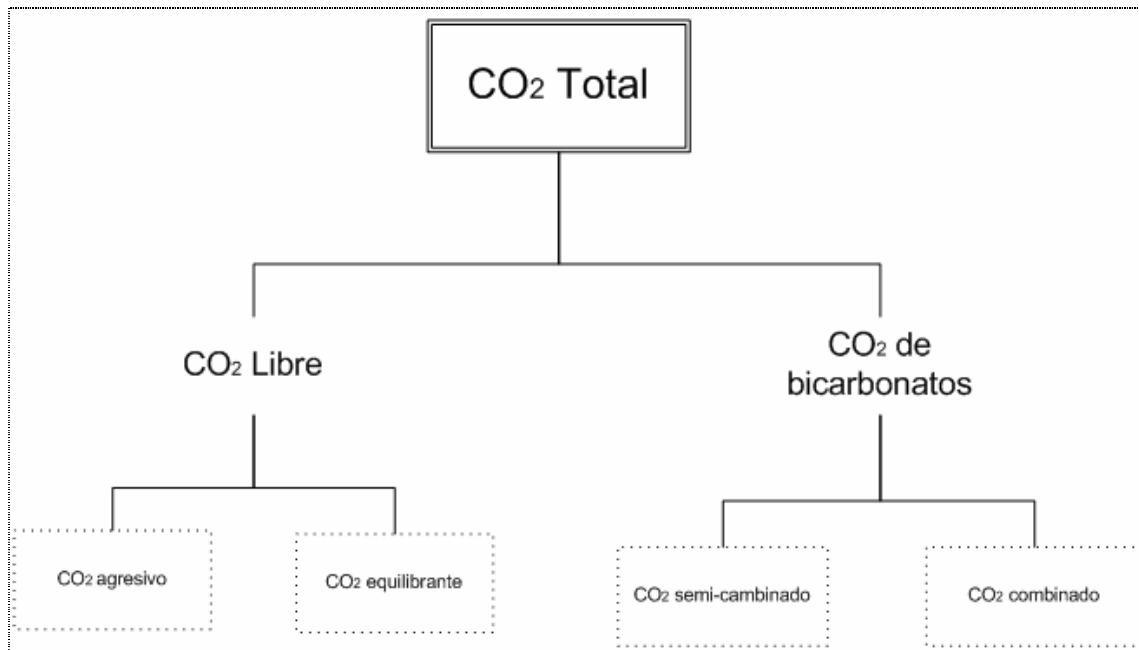 CO2 Total
CO2 Libre
CO2 de
bicarbonatos
CO2 agresivo
CO2 equilibrante
CO2 semi-cambinado
CO2 combinado